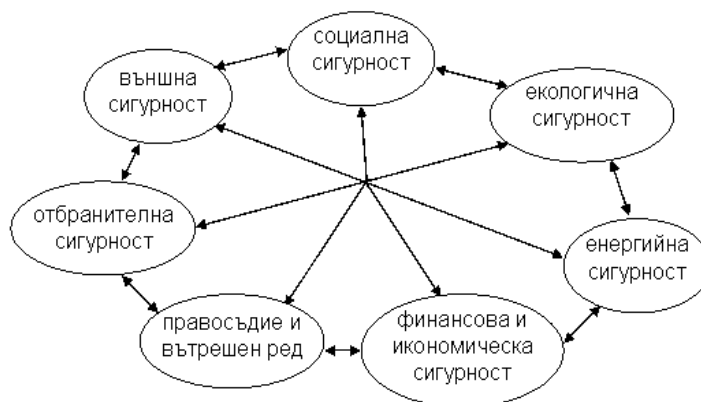 социална
сигурност
външна
сигурност
екологична
сигурност
отбранителна
сигурност
енергийна
сигурност
правосъдие и
вътрешен ред
финансова и
икономическа
сигурност